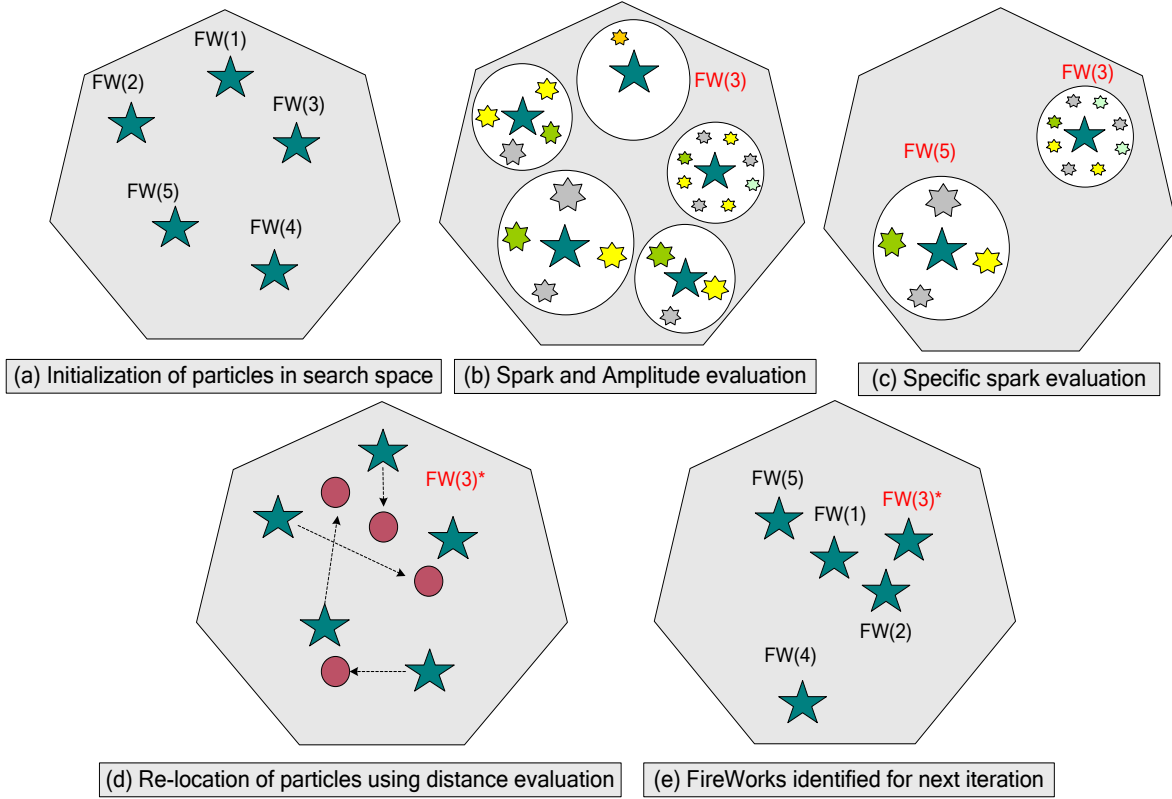 FW(1)
FW(2)
FW(3)
FW(5)
FW(4)
(a) Initialization of particles in search space
FW(3)
(b) Spark and Amplitude evaluation
FW(3)
FW(5)
(c) Specific spark evaluation
FW(3)*
(d) Re-location of particles using distance evaluation
FW(5)
FW(1)
FW(3)*
FW(2)
FW(4)
(e) FireWorks identified for next iteration